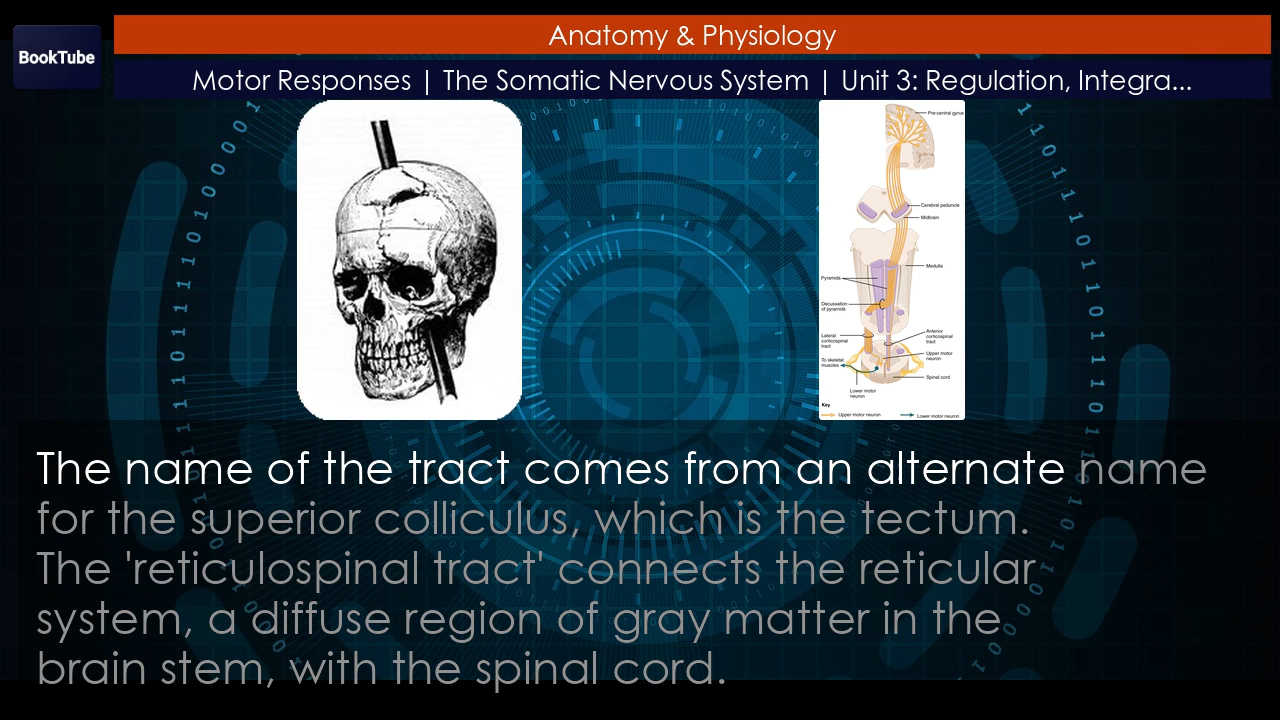 BookTube
Anatomy & Physiology
Motor Responses | The Somatic Nervous System | Unit 3: Regulation, Integra...
Pre-central gyrus
Cerebral peduncle
Midbrain
Medulla
Pyramids
Decussation
of pyramids
Lateral
corticospinal
tract
Anterior
corticospinal
tract
To skeletal
muscles
Upper motor
neuron
Spinal cord
Lower motor
neuron
Key
Upper motor neuron
Lower motor neuron
The name of the tract comes from an alternate name
for the superior colliculus, which is the tectum.
The 'reticulospinal tract' connects the reticular
system, a diffuse region of gray matter in the
brain stem, with the spinal cord.